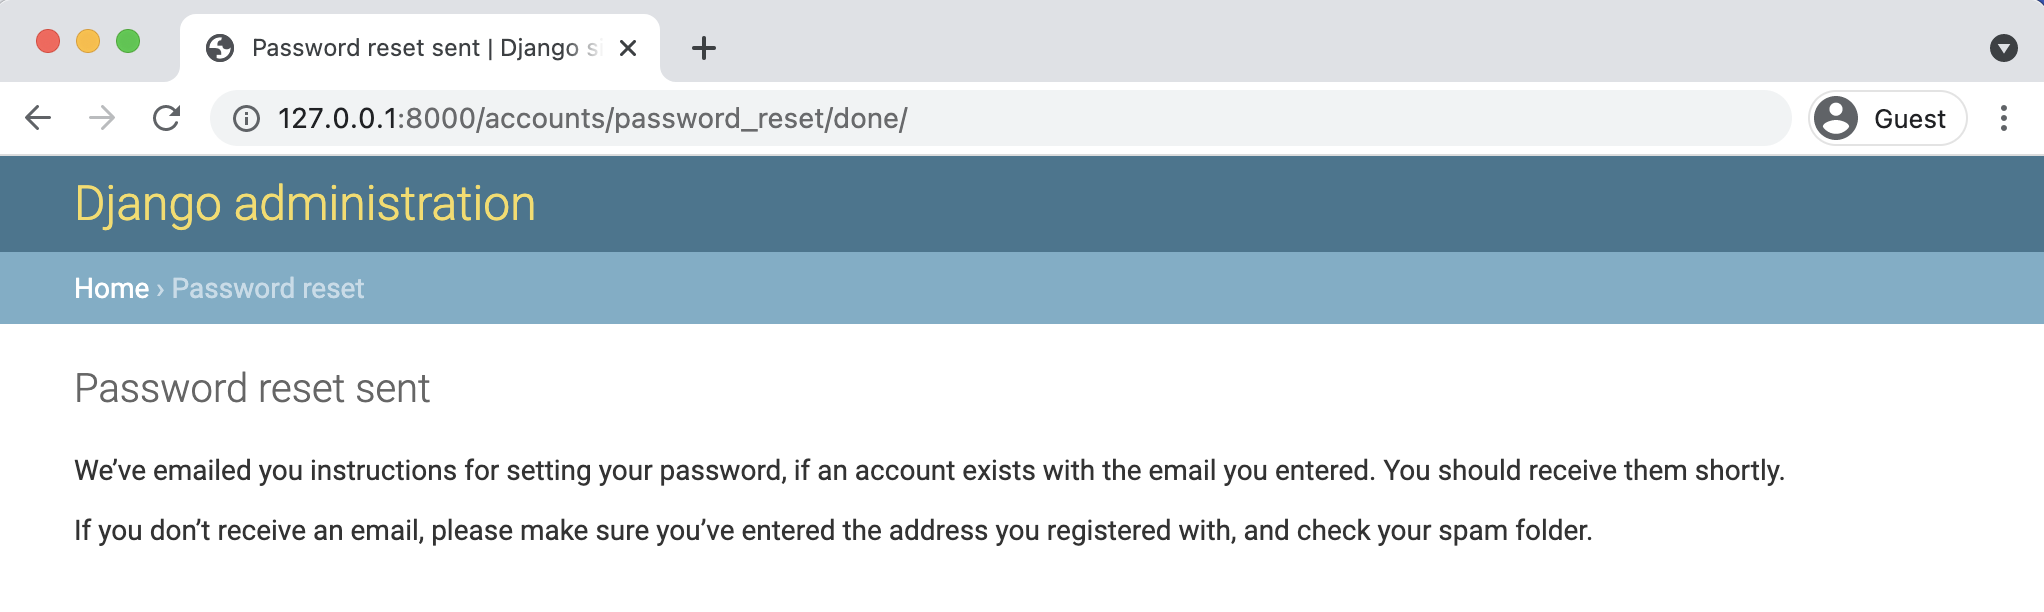 Password reset sent | Django s
127.0.0.1:8000/accounts/password_reset/done/
Guest
Django administration
Home › Password reset
Password reset sent
We’ve emailed you instructions for setting your password, if an account exists with the email you entered. You should receive them shortly.
If you don’t receive an email, please make sure you’ve entered the address you registered with, and check your spam folder.